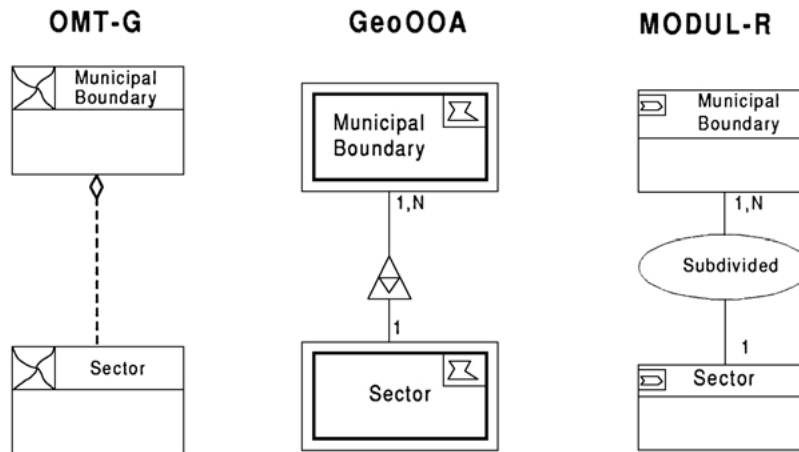 OMT-G
GeoOOA
MODUL-R
Municipal
Boundary
Municipal
Boundary
Municipal
Boundary
1,N
1,N
Subdivided
1
1
Sector
Sector
Sector